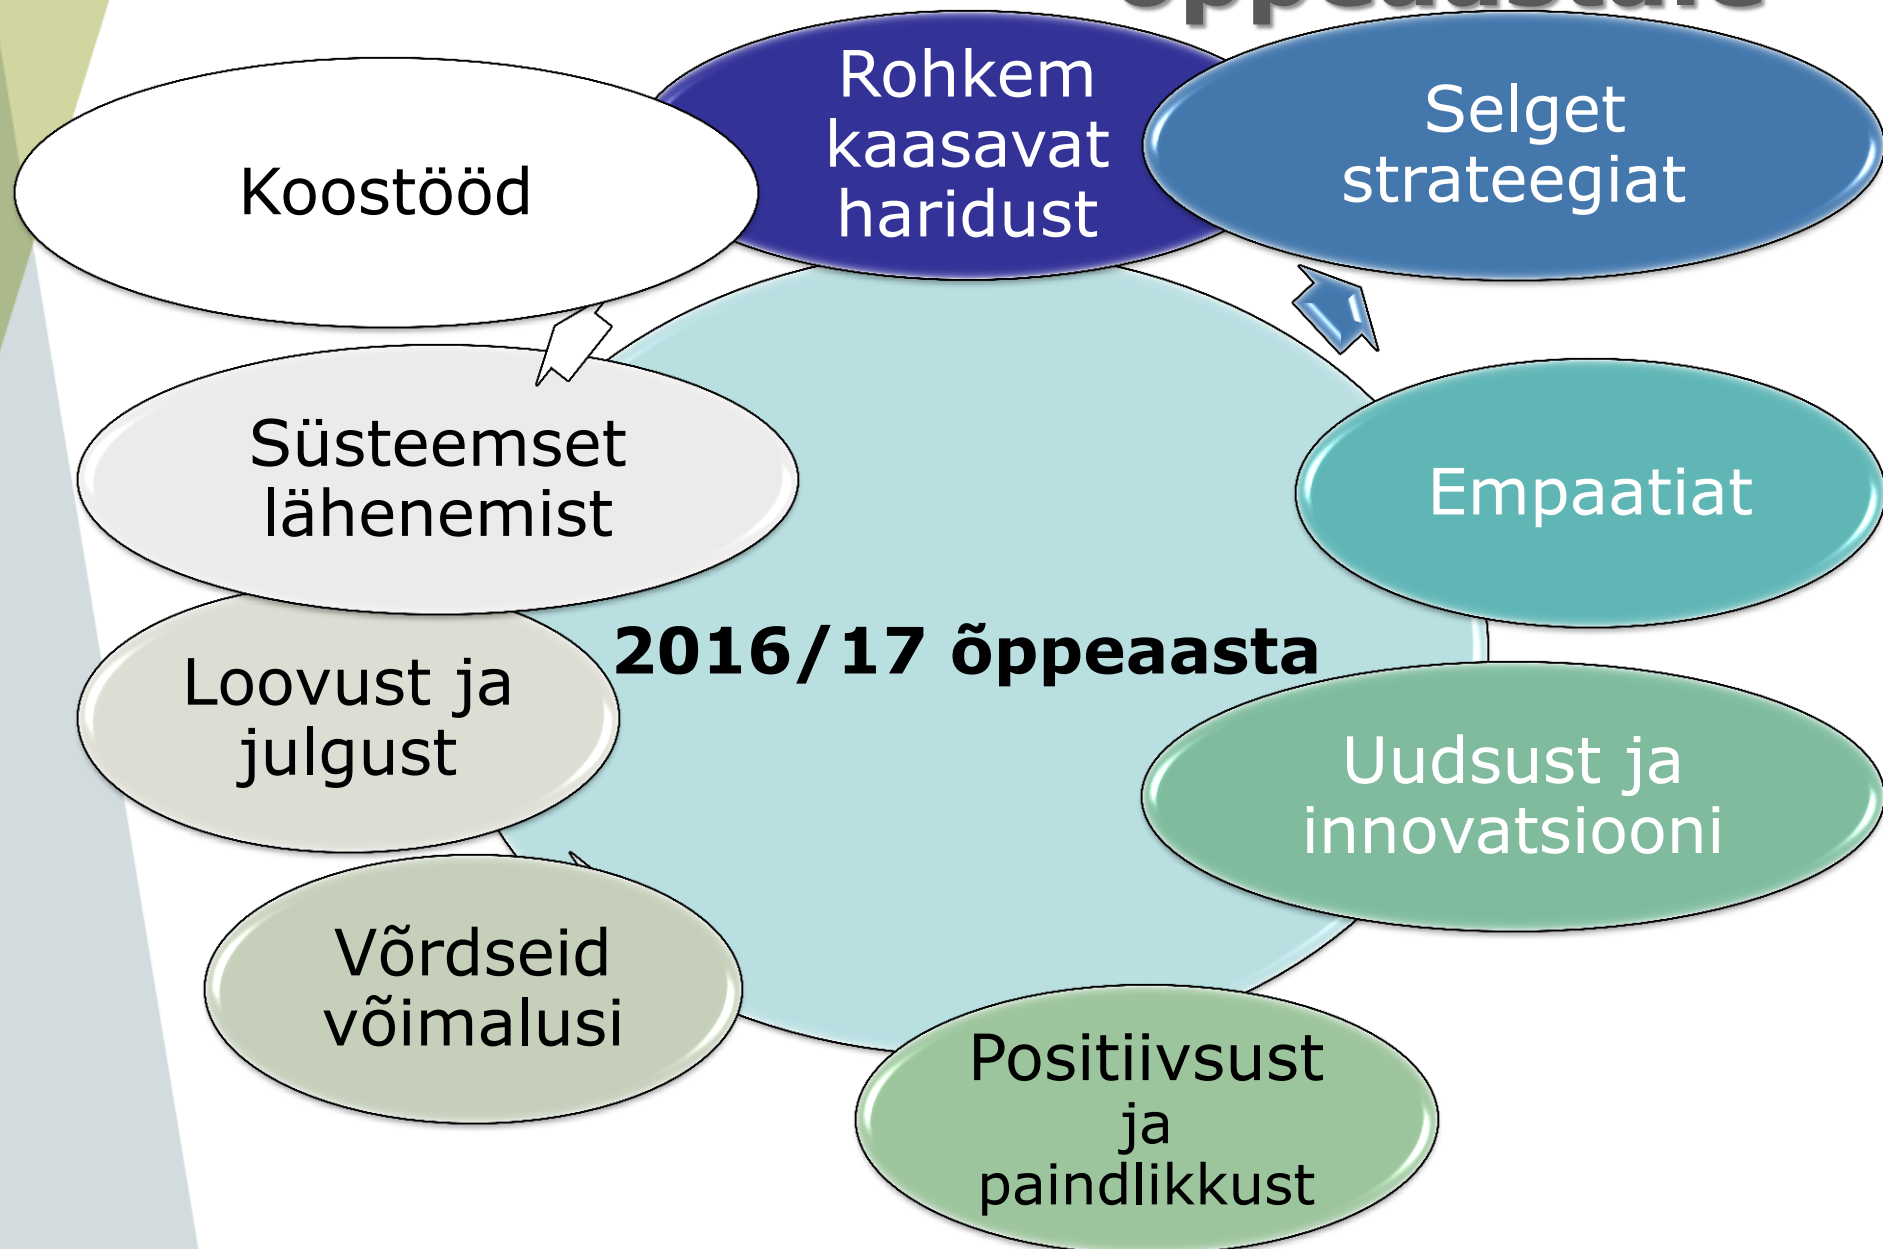 Rohkem
kaasavat
haridust
Selget
strateegiat
Empaatiat
Uudsust ja
innovatsiooni
Positiivsust
ja
paindlikkust
Võrdseid
võimalusi
Loovust ja
julgust
Süsteemset
lähenemist
Koostööd
2016/17 õppeaasta